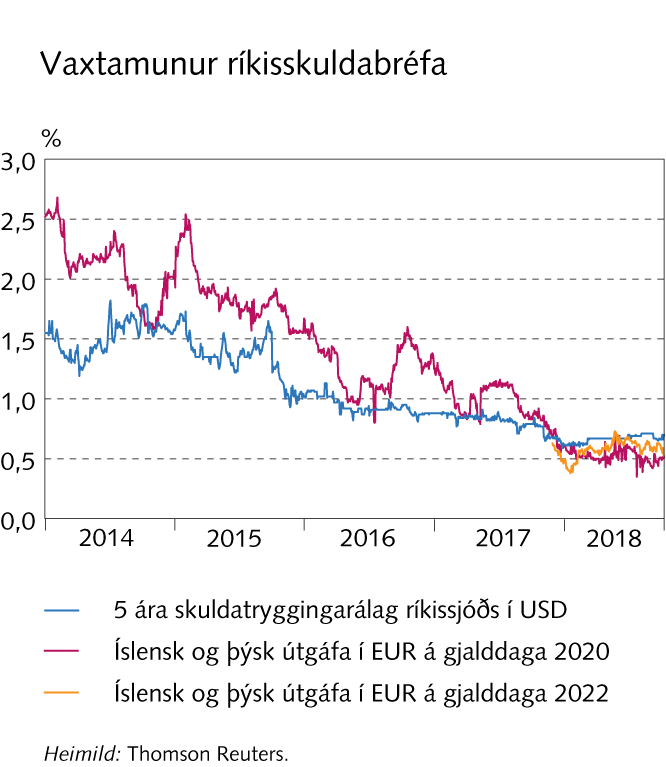 Vaxtamunur ríkisskuldabréfa
%
3,0
2,5
2,0
1,5
1,0
0,5
0,0
2014 2015 2016 2017 2018
5 ára skuldatryggingarálag ríkissjóðs í USD
Íslensk og þýsk útgáfa í EUR á gjalddaga 2020
Íslensk og þýsk útgáfa í EUR á gjalddaga 2022
Heimild: Thomson Reuters.